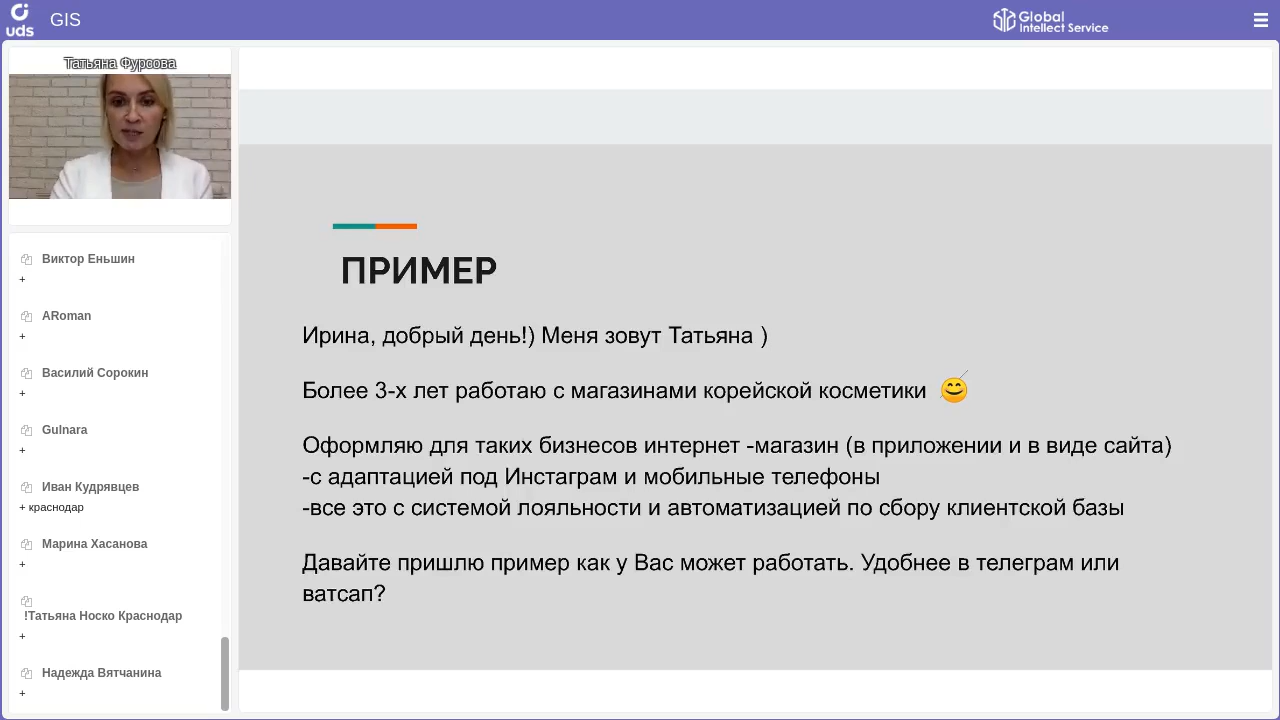 uds
GIS
Global
Intellect Service
Татьяна Фурсова
Виктор Еньшин
+
ARoman
+
Василий Сорокин
+
Gulnara
+
Иван Кудрявцев
+ краснодар
Марина Хасанова
+
!Татьяна Носко Краснодар
+
Надежда Вятчанина
+
ПРИМЕР
Ирина, добрый день!) Меня зовут Татьяна )
Более 3-х лет работаю с магазинами корейской косметики 😊
Оформляю для таких бизнесов интернет -магазин (в приложении и в виде сайта)
-с адаптацией под Инстаграм и мобильные телефоны
-все это с системой лояльности и автоматизацией по сбору клиентской базы
Давайте пришлю пример как у Вас может работать. Удобнее в телеграм или
ватсап?